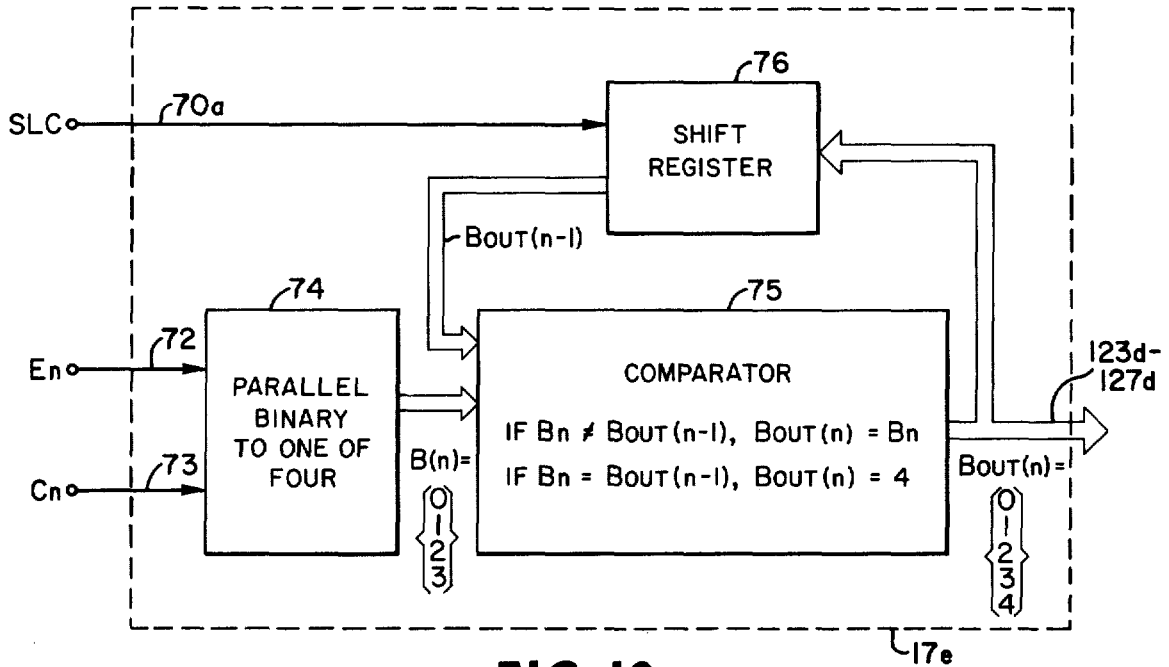 76
SLC
70a
SHIFT
REGISTER
BOUT(n-1)
74
75
72
En
PARALLEL
BINARY
TO ONE OF
FOUR
73
Cn
COMPARATOR
IF Bn ≠ BOUT(n-1), BOUT(n) = Bn
IF Bn = BOUT(n-1), BOUT(n) = 4
B(n)=
0
1
2
3
123d-
127d
BOUT(n)=
0
1
2
3
4
17e